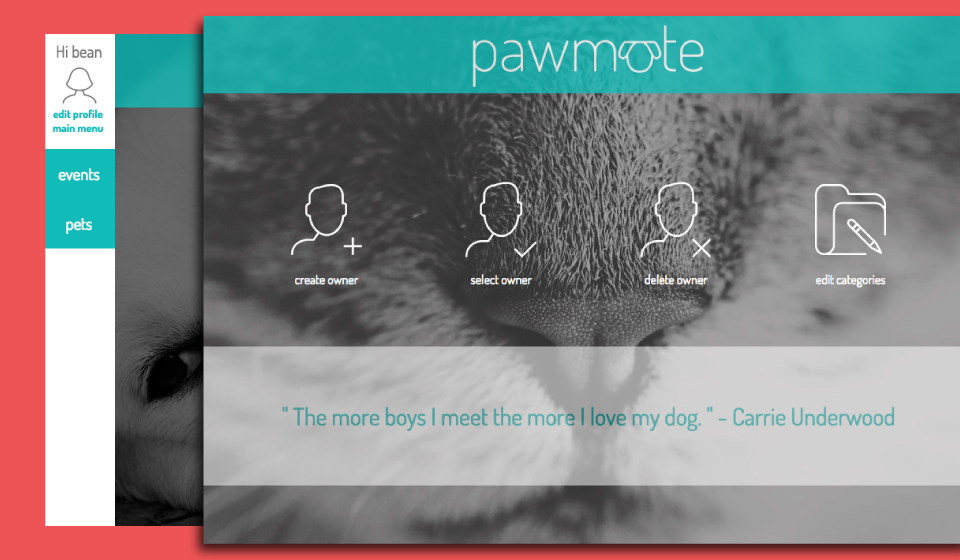 Hi bean
edit profile
main menu
events
pets
pawmote
create owner
select owner
delete owner
edit categories
" The more boys I meet the more I love my dog. " - Carrie Underwood